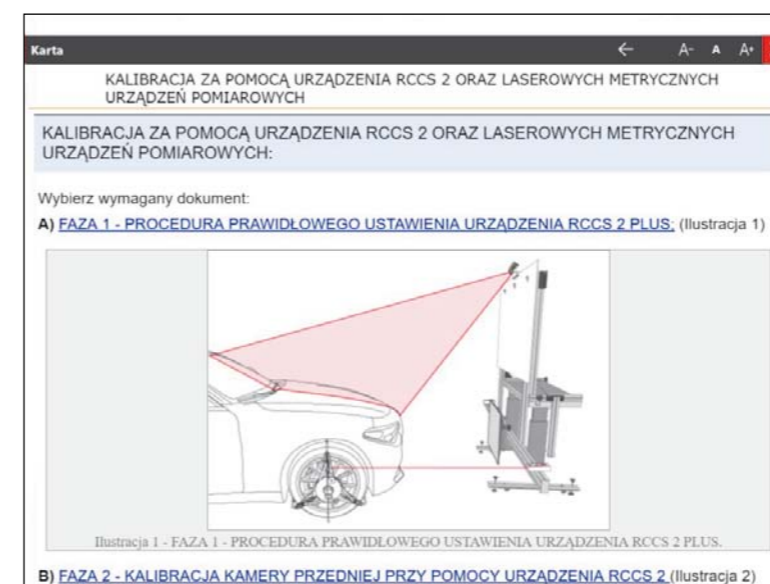 Karta
A- A A+
KALIBRACJA ZA POMOCĄ URZĄDZENIA RCCS 2 ORAZ LASEROWYCH METRYCZNYCH
URZĄDZEŃ POMIAROWYCH
KALIBRACJA ZA POMOCĄ URZĄDZENIA RCCS 2 ORAZ LASEROWYCH METRYCZNYCH
URZĄDZEŃ POMIAROWYCH:
Wybierz wymagany dokument:
A) FAZA 1 - PROCEDURA PRAWIDŁOWEGO USTAWIENIA URZĄDZENIA RCCS 2 PLUS; (Ilustracja 1)
Ilustracja 1 - FAZA 1 - PROCEDURA PRAWIDŁOWEGO USTAWIENIA URZĄDZENIA RCCS 2 PLUS.
B) FAZA 2 - KALIBRACJA KAMERY PRZEDNIEJ PRZY POMOCY URZĄDZENIA RCCS 2 (Ilustracja 2)